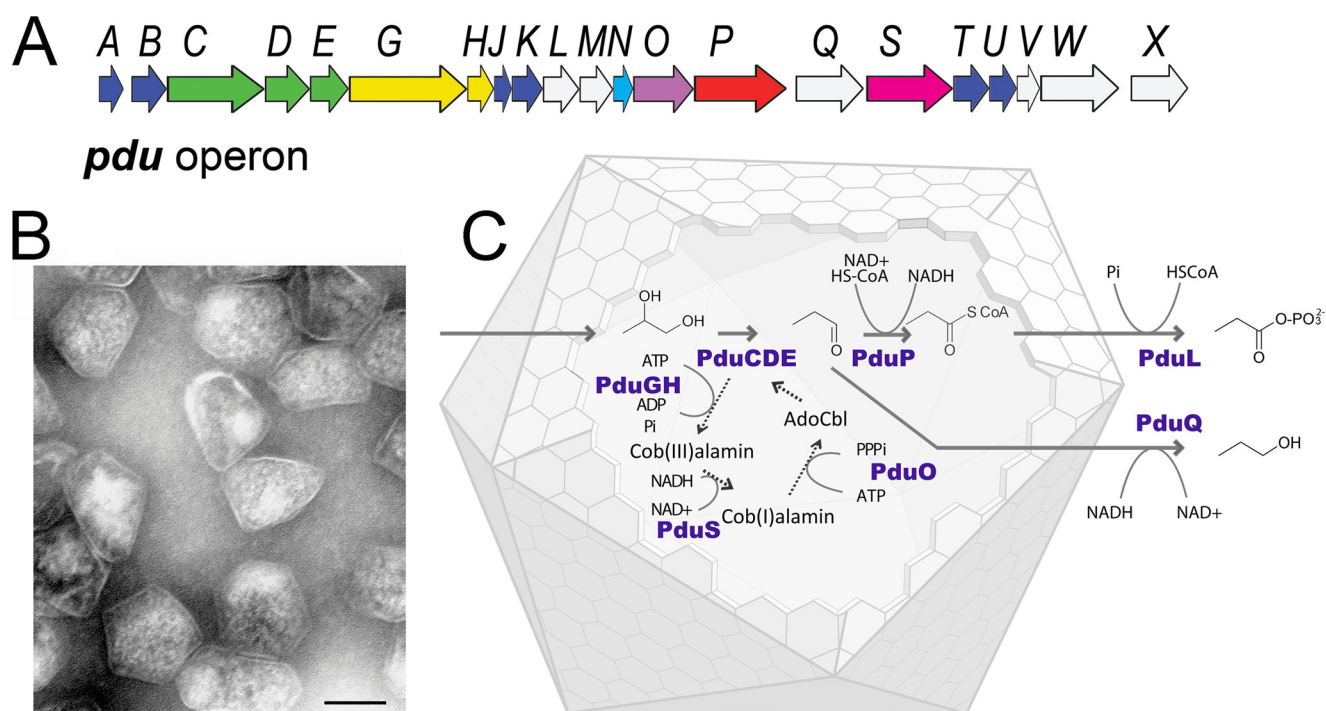 A
A B C D E G H J K L M N O P Q S T U V W X
pdu operon
B
C
OH
OH
NAD+
HS-CoA
NADH
S CoA
O
O
Pi
HSCoA
O-PO₃²⁻
O
PduCDE
PduP
PduL
ATP
PduGH
ADP
Pi
Cob(III)alamin
NADH
NAD+
PduS
Cob(I)alamin
AdoCbl
PPPi
PduO
ATP
PduQ
OH
NADH
NAD+